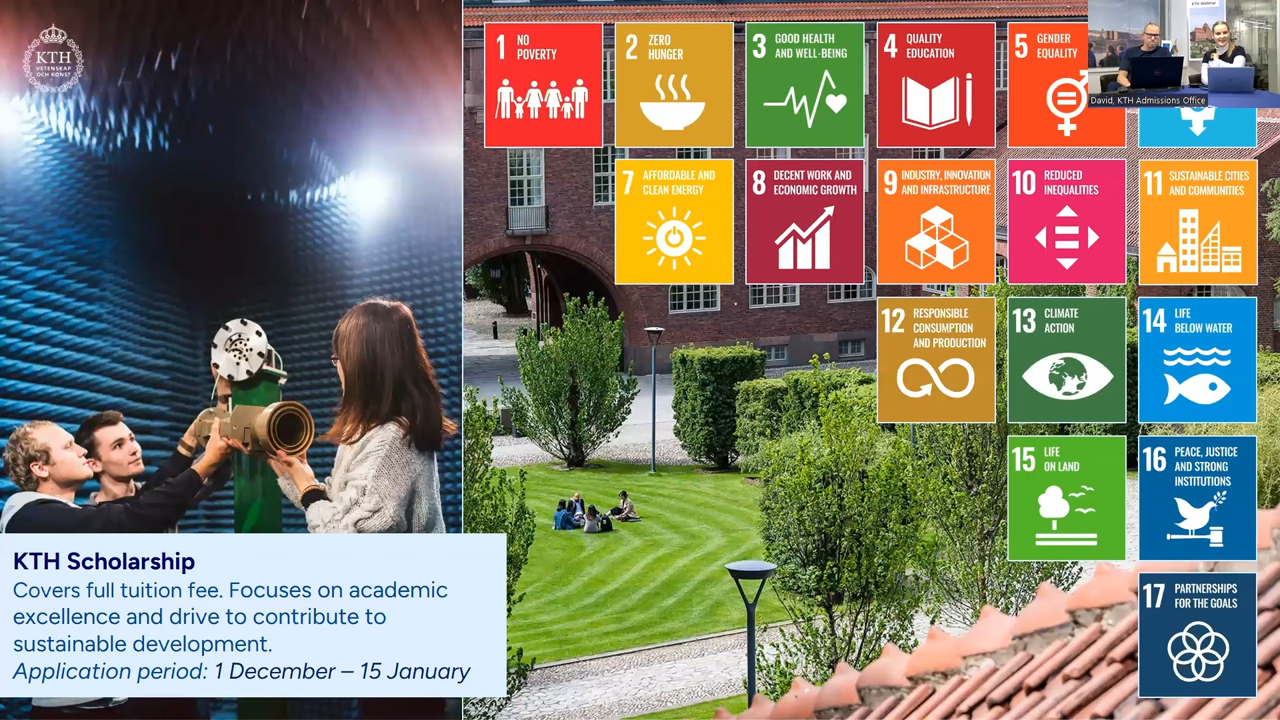 KTH
VETENSKAP
OCH KONST
1 NO
POVERTY
2 ZERO
HUNGER
3 GOOD HEALTH
AND WELL-BEING
4 QUALITY
EDUCATION
5 GENDER
EQUALITY
KTH Webinar
David, KTH Admissions Office
7 AFFORDABLE AND
CLEAN ENERGY
8 DECENT WORK AND
ECONOMIC GROWTH
9 INDUSTRY, INNOVATION
AND INFRASTRUCTURE
10 REDUCED
INEQUALITIES
11 SUSTAINABLE CITIES
AND COMMUNITIES
12 RESPONSIBLE
CONSUMPTION
AND PRODUCTION
13 CLIMATE
ACTION
14 LIFE
BELOW WATER
15 LIFE
ON LAND
16 PEACE, JUSTICE
AND STRONG
INSTITUTIONS
17 PARTNERSHIPS
FOR THE GOALS
KTH Scholarship
Covers full tuition fee. Focuses on academic
excellence and drive to contribute to
sustainable development.
Application period: 1 December – 15 January